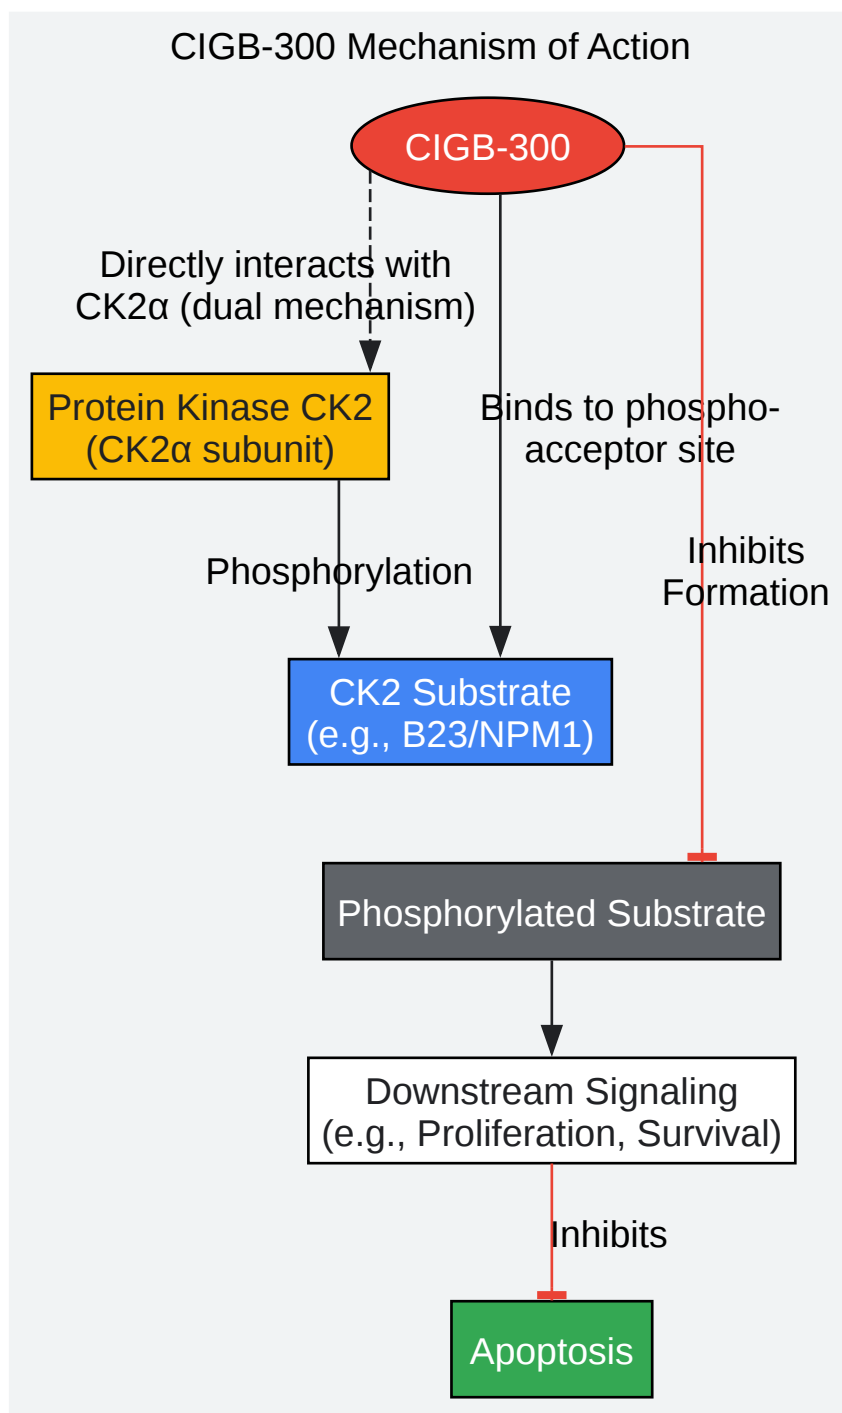 CIGB-300 Mechanism of Action
CIGB-300
Directly interacts with
CK2α (dual mechanism)
Protein Kinase CK2
(CK2α subunit)
Binds to phospho-
acceptor site
Inhibits
Formation
Phosphorylation
CK2 Substrate
(e.g., B23/NPM1)
Phosphorylated Substrate
Downstream Signaling
(e.g., Proliferation, Survival)
Inhibits
Apoptosis